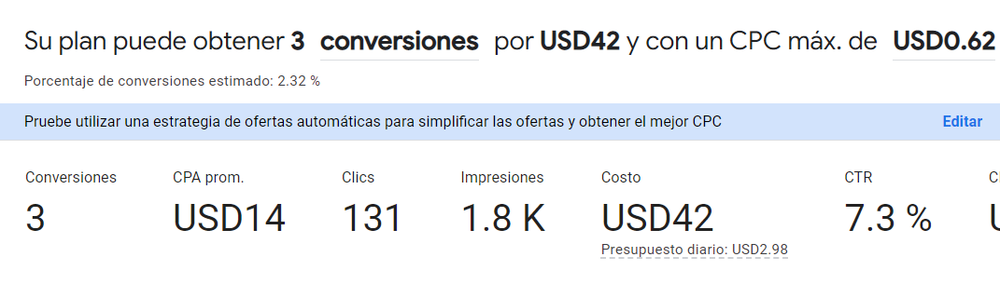 Su plan puede obtener 3 conversiones por USD42 y con un CPC máx. de USD0.62
Porcentaje de conversiones estimado: 2.32 %
Pruebe utilizar una estrategia de ofertas automáticas para simplificar las ofertas y obtener el mejor CPC Editar
Conversiones CPA prom. Clics Impresiones Costo CTR
3 USD14 131 1.8 K USD42 7.3 %
Presupuesto diario: USD2.98